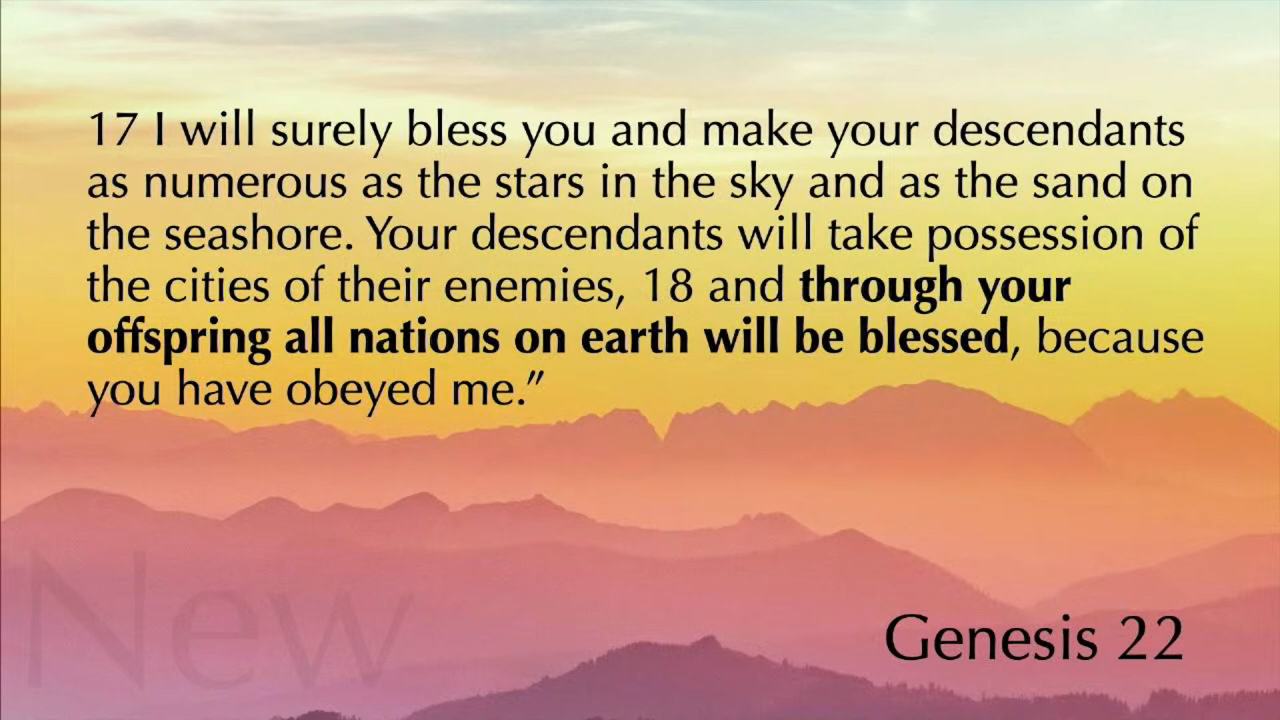 17 I will surely bless you and make your descendants
as numerous as the stars in the sky and as the sand on
the seashore. Your descendants will take possession of
the cities of their enemies, 18 and through your
offspring all nations on earth will be blessed, because
you have obeyed me.”
New
Genesis 22